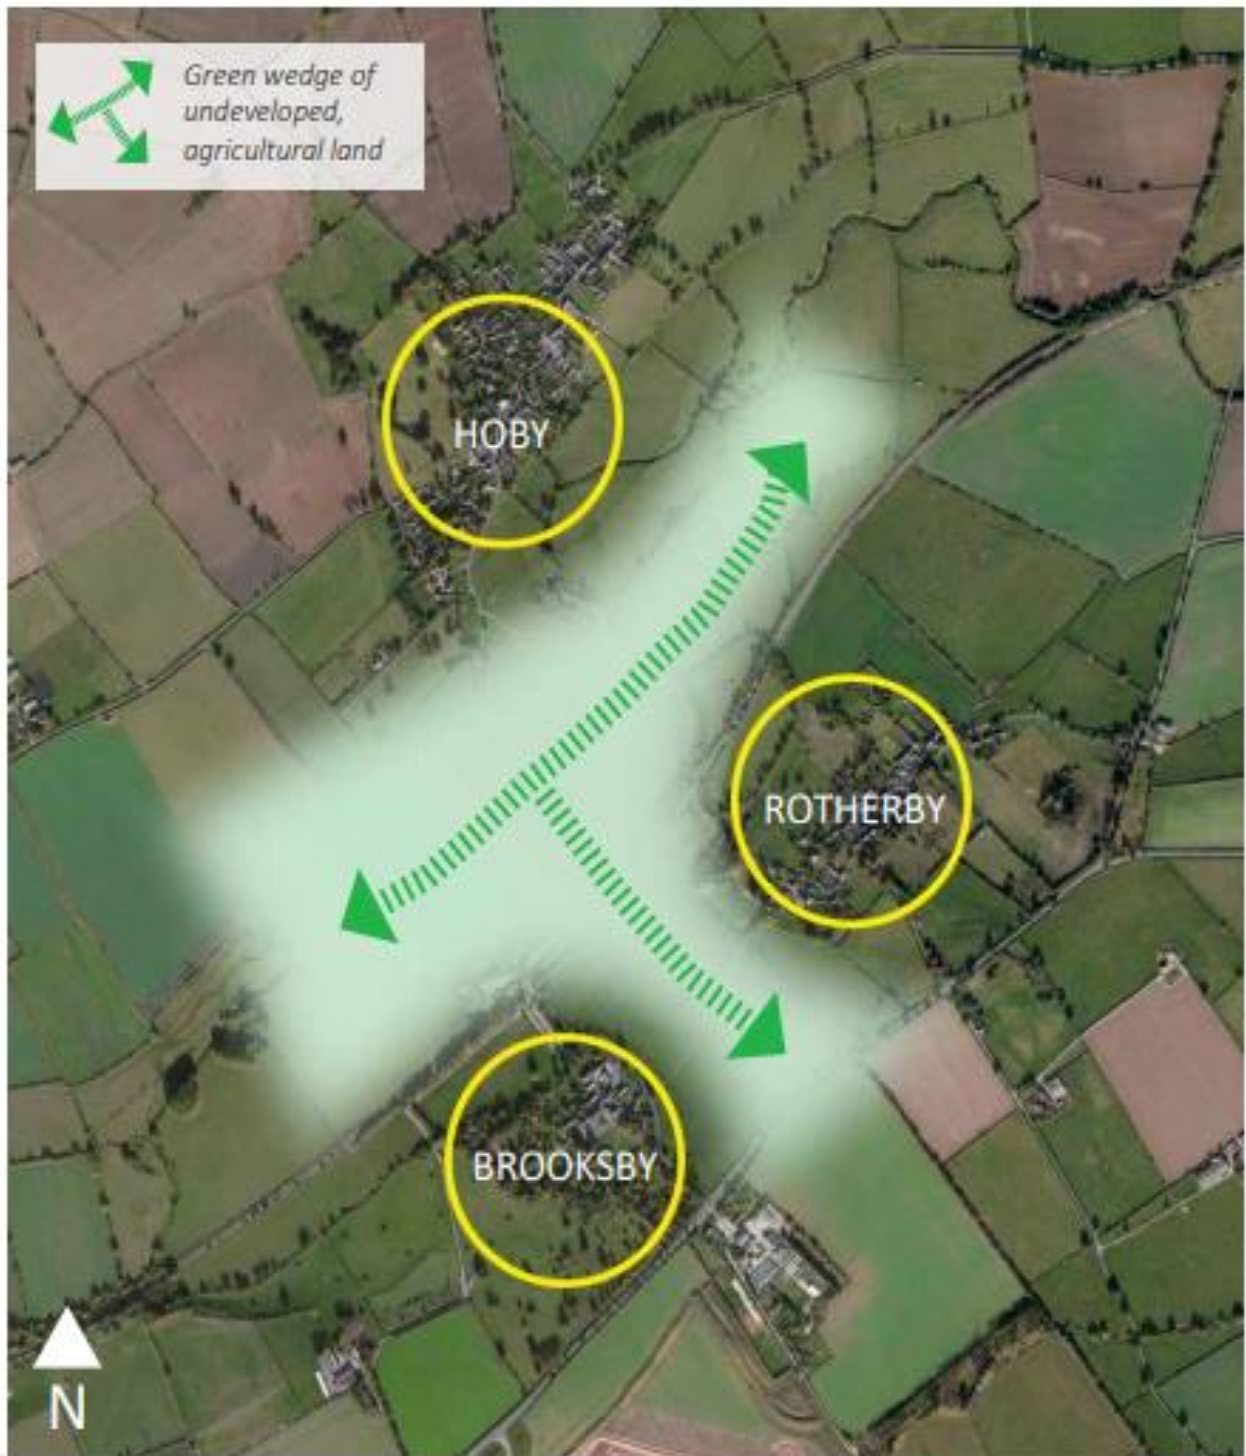 Green wedge of
undeveloped,
agricultural land
HOBY
ROTHERBY
BROOKSBY
N